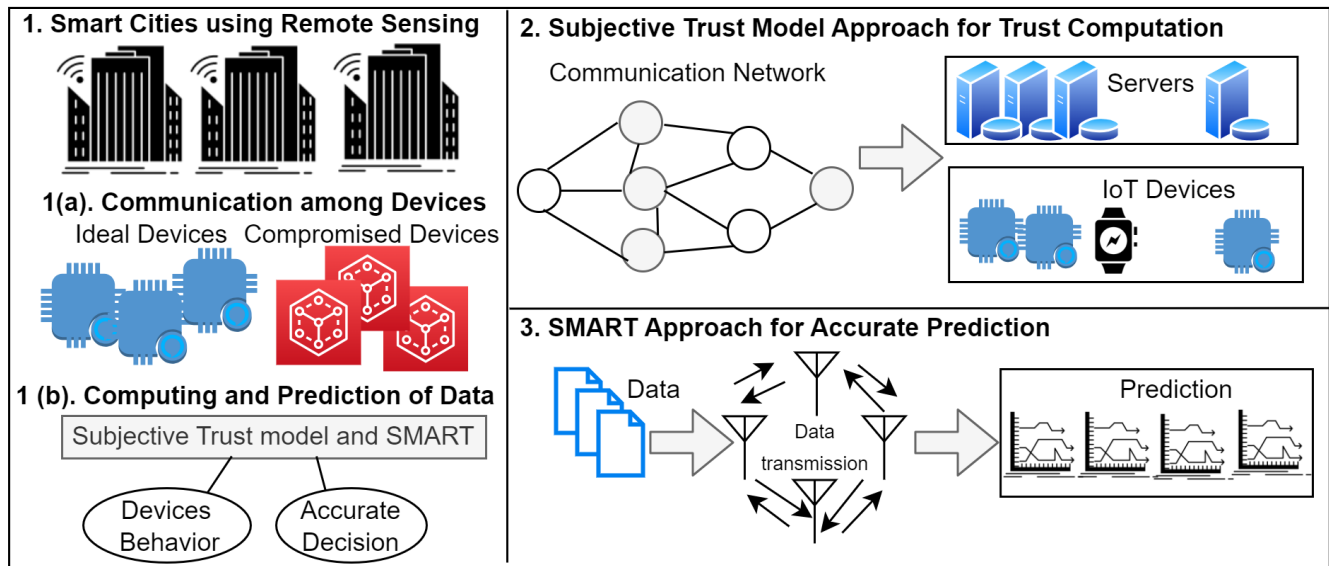 1. Smart Cities using Remote Sensing
1(a). Communication among Devices
Ideal Devices
Compromised Devices
1 (b). Computing and Prediction of Data
Subjective Trust model and SMART
Devices
Behavior
Accurate
Decision
2. Subjective Trust Model Approach for Trust Computation
Communication Network
Servers
IoT Devices
3. SMART Approach for Accurate Prediction
Data
Data
transmission
Prediction